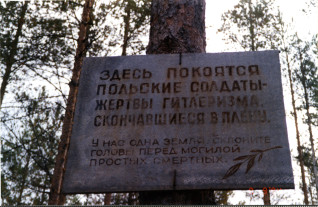 ЗДЕСЬ ПОКОЯТСЯ
ПОЛЬСКИЕ СОЛДАТЫ-
ЖЕРТВЫ ГИТЛЕРИЗМА,
СКОНЧАВШИЕСЯ В ПЛЕНУ.
У НАС ОДНА ЗЕМЛЯ, СКЛОНИТЕ
ГОЛОВЫ ПЕРЕД МОГИЛОЙ
ПРОСТЫХ СМЕРТНЫХ.